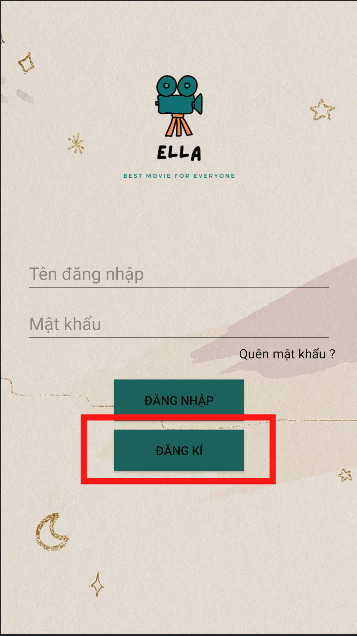 ELLA
BEST MOVIE FOR EVERYONE
Tên đăng nhập
Mật khẩu
Quên mật khẩu ?
ĐĂNG NHẬP
ĐĂNG KÍ